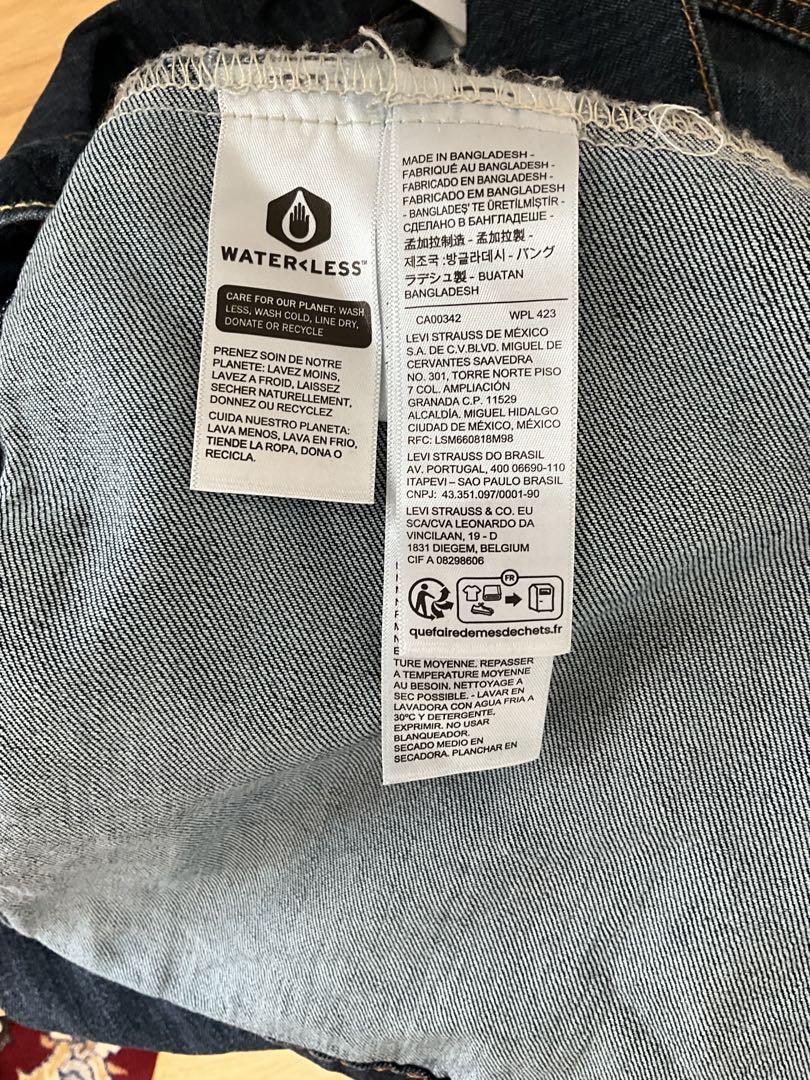 WATER<LESS™
CARE FOR OUR PLANET: WASH
LESS, WASH COLD, LINE DRY,
DONATE OR RECYCLE
PRENEZ SOIN DE NOTRE
PLANETE: LAVEZ MOINS,
LAVEZ A FROID, LAISSEZ
SECHER NATURELLEMENT,
DONNEZ OU RECYCLEZ
CUIDA NUESTRO PLANETA:
LAVA MENOS, LAVA EN FRIO,
TIENDE LA ROPA, DONA O
RECICLA.
MADE IN BANGLADESH -
FABRIQUÉ AU BANGLADESH -
FABRICADO EN BANGLADESH -
FABRICADO EM BANGLADESH
- BANGLADEŞ' TE ÜRETİLMİŞTİR -
СДЕЛАНО В БАНГЛАДЕШЕ -
孟加拉制造 - 孟加拉製 -
제조국 :방글라데시 - バング
ラデシュ製 - BUATAN
BANGLADESH
CA00342 WPL 423
LEVI STRAUSS DE MÉXICO
S.A. DE C.V.BLVD. MIGUEL DE
CERVANTES SAAVEDRA
NO. 301, TORRE NORTE PISO
7 COL. AMPLIACIÓN
GRANADA C.P. 11529
ALCALDÍA, MIGUEL HIDALGO
CIUDAD DE MÉXICO, MÉXICO
RFC: LSM660818M98
LEVI STRAUSS DO BRASIL
AV. PORTUGAL, 400 06690-110
ITAPEVI – SAO PAULO BRASIL
CNPJ: 43.351.097/0001-90
LEVI STRAUSS & CO. EU
SCA/CVA LEONARDO DA
VINCILAAN, 19 - D
1831 DIEGEM, BELGIUM
CIF A 08298606
FR
quefairedemesdechets.fr
TURE MOYENNE. REPASSER
A TEMPERATURE MOYENNE
AU BESOIN. NETTOYAGE A
SEC POSSIBLE. - LAVAR EN
LAVADORA CON AGUA FRIA A
30ºC Y DETERGENTE.
EXPRIMIR. NO USAR
BLANQUEADOR.
SECADO MEDIO EN
SECADORA. PLANCHAR EN